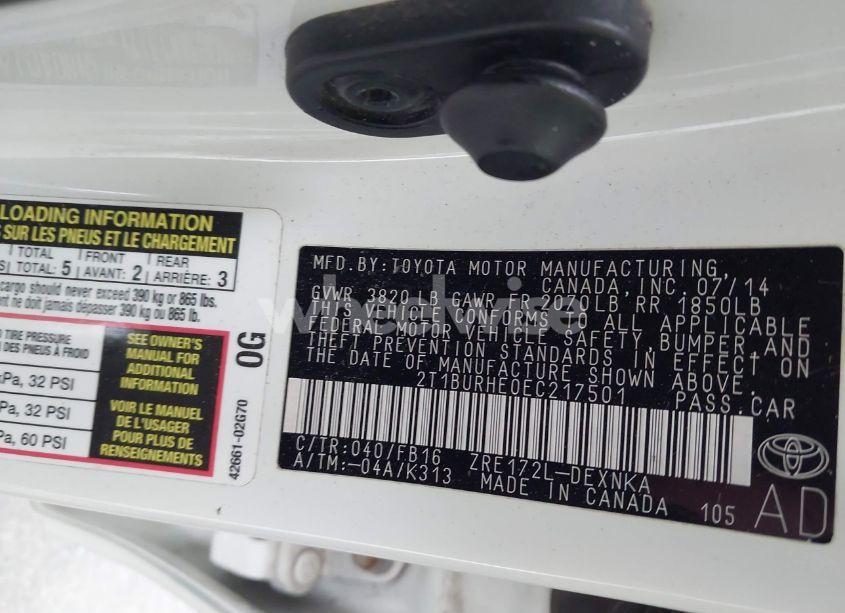 LOADING INFORMATION
SUR LES PNEUS ET LE CHARGEMENT
TOTAL FRONT REAR
TOTAL: 5 AVANT: 2 ARRIÈRE: 3
cargo should never exceed 390 kg or 865 lbs.
ne doit jamais dépasser 390 kg ou 865 lb.
TIRE PRESSURE
DES PNEUS À FROID
32 PSI
32 PSI
60 PSI
SEE OWNER'S
MANUAL FOR
ADDITIONAL
INFORMATION
VOIR LE MANUEL
DE L'USAGER
POUR PLUS DE
RENSEIGNEMENTS
0G
42661-02G70
wheelwise
MFD.BY:TOYOTA MOTOR MANUFACTURING,
CANADA,INC.07/14
GVWR 3820 LB GAWR FR 2020LB RR 1850LB
THIS VEHICLE CONFORMS TO ALL APPLICABLE
FEDERAL MOTOR VEHICLE SAFETY, BUMPER, AND
THEFT PREVENTION STANDARDS IN EFFECT ON
THE DATE OF MANUFACTURE SHOWN ABOVE.
2T1BURHE0EC217501 PASS.CAR
C/TR:040/FB16 ZRE172L-DEXNKA
A/TM:-04A/K313 MADE IN CANADA 105
AD